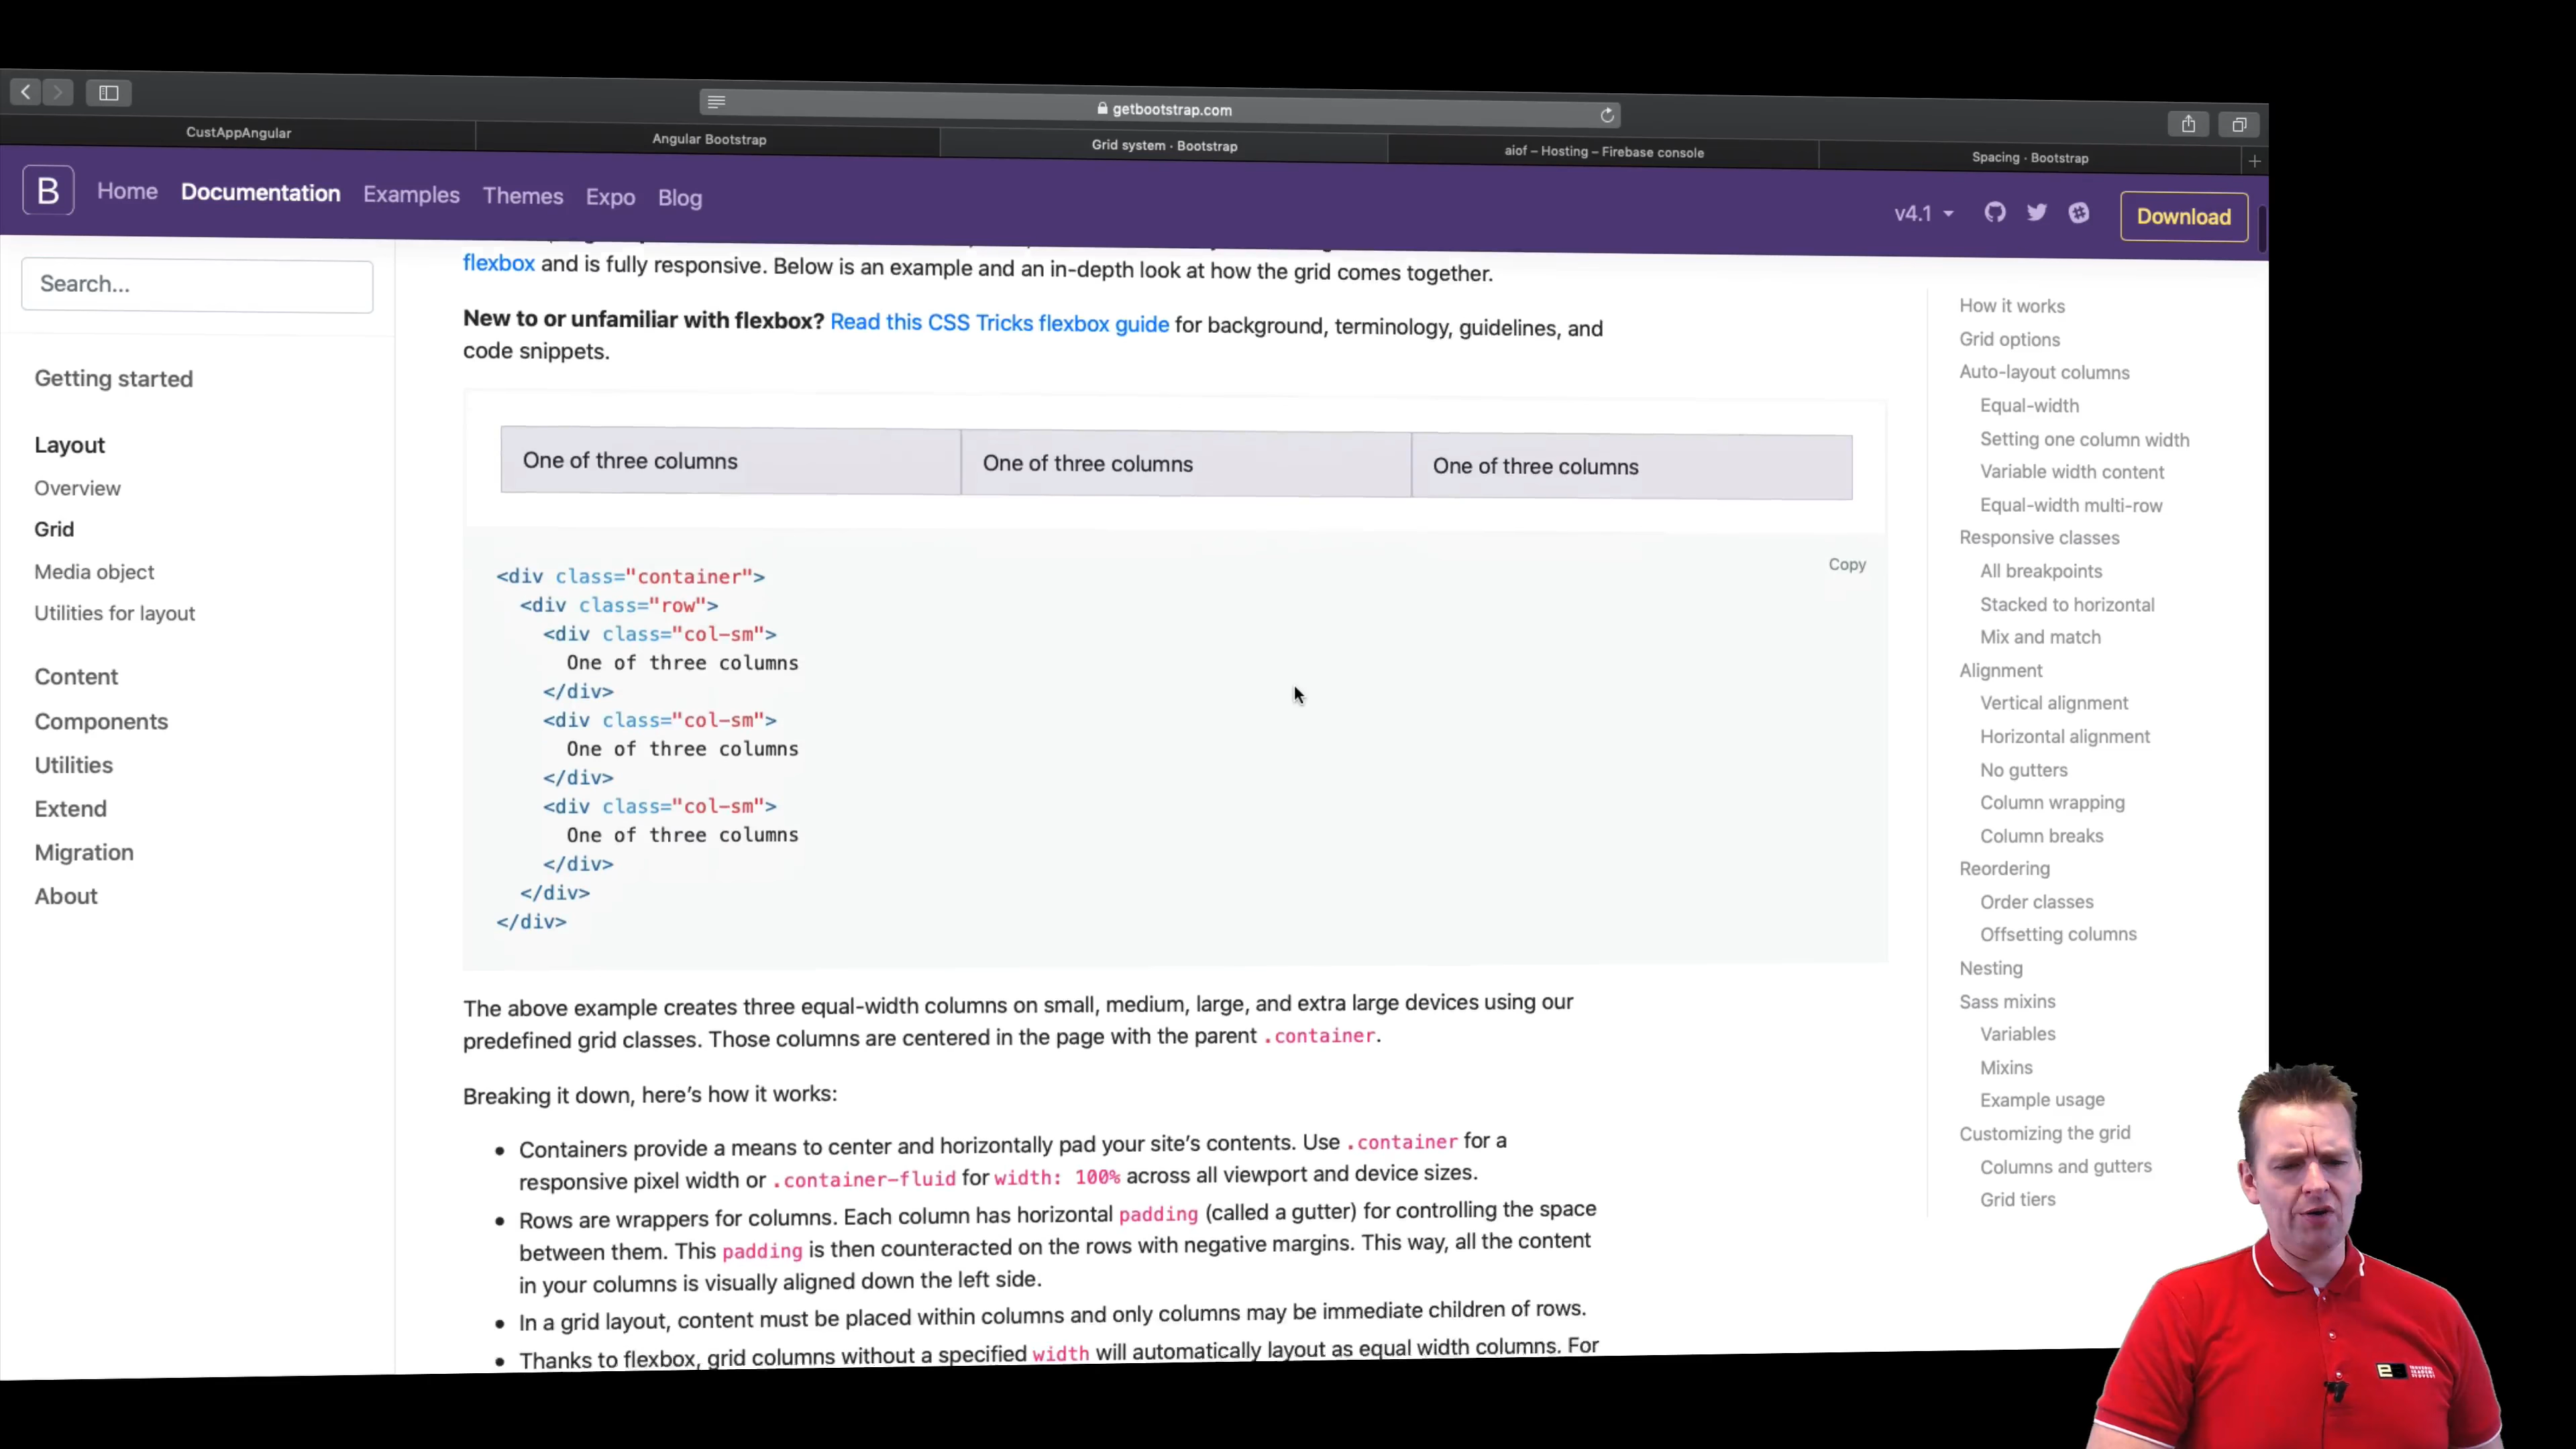 getbootstrap.com
CustAppAngular
Angular Bootstrap
Grid system · Bootstrap
aiof – Hosting – Firebase console
Spacing · Bootstrap
B
Home
Documentation
Examples
Themes
Expo
Blog
v4.1
Download
Search...
Getting started
Layout
Overview
Grid
Media object
Utilities for layout
Content
Components
Utilities
Extend
Migration
About
flexbox and is fully responsive. Below is an example and an in-depth look at how the grid comes together.
New to or unfamiliar with flexbox? Read this CSS Tricks flexbox guide for background, terminology, guidelines, and
code snippets.
One of three columns
One of three columns
One of three columns
Copy
<div class="container">
<div class="row">
<div class="col-sm">
One of three columns
</div>
<div class="col-sm">
One of three columns
</div>
<div class="col-sm">
One of three columns
</div>
</div>
</div>
The above example creates three equal-width columns on small, medium, large, and extra large devices using our
predefined grid classes. Those columns are centered in the page with the parent .container.
Breaking it down, here's how it works:
Containers provide a means to center and horizontally pad your site's contents. Use .container for a
responsive pixel width or .container-fluid for width: 100% across all viewport and device sizes.
Rows are wrappers for columns. Each column has horizontal padding (called a gutter) for controlling the space
between them. This padding is then counteracted on the rows with negative margins. This way, all the content
in your columns is visually aligned down the left side.
In a grid layout, content must be placed within columns and only columns may be immediate children of rows.
Thanks to flexbox, grid columns without a specified width will automatically layout as equal width columns. For
How it works
Grid options
Auto-layout columns
Equal-width
Setting one column width
Variable width content
Equal-width multi-row
Responsive classes
All breakpoints
Stacked to horizontal
Mix and match
Alignment
Vertical alignment
Horizontal alignment
No gutters
Column wrapping
Column breaks
Reordering
Order classes
Offsetting columns
Nesting
Sass mixins
Variables
Mixins
Example usage
Customizing the grid
Columns and gutters
Grid tiers